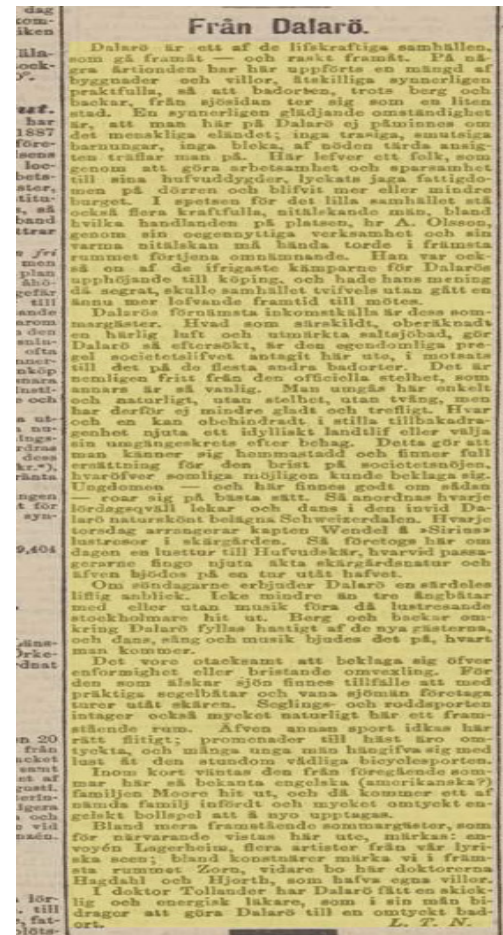 Från Dalarö.
Dalarö är ett af de lifskraftiga samhällen,
som gå framåt — och raskt framåt. På nå-
gra årtionden har här uppförts en mängd af
byggnader och villor, åtskilliga synnerligen
praktfulla, så att badorten, trots berg och
backar, från sjösidan ter sig som en liten
stad. En synnerligen glädjande omständighet
är, att man här på Dalarö ej påminnes om
det menskliga eländet; inga trasiga, smutsiga
barnungar, inga bleka, af nöden tärda ansig-
ten träffar man på. Här lefver ett folk, som
genom att göra arbetsamhet och sparsamhet
till sina hufvuddygder, lyckats jaga fattigdo-
men på dörren och blifvit mer eller mindre
burget. I spetsen för det lilla samhället stå
också flera kraftfulla, nitälskande män, bland
hvilka handlanden på platsen, hr A. Olsson,
genom sin oegennyttiga verksamhet och sin
varma nitälskan må hända torde i främsta
rummet förtjena omnämnande. Han var ock-
så en af de ifrigaste kämparne för Dalarös
upphöjande till köping, och hade hans mening
då segrat, skulle samhället tvifvels utan gått en
ännu mer lofvande framtid till mötes.
Dalarös förnämsta inkomstkälla är dess som-
margäster. Hvad som särskildt, oberäknadt
en härlig luft och utmärkta saltsjöbad, gör
Dalarö så eftersökt, är den egendomliga pre-
gel societetslifvet antagit här ute, i motsats
till det på de flesta andra badorter. Det är
nemligen fritt från den officiela stelhet, som
annars är så vanlig. Man umgås här enkelt
och naturligt, utan stelhet, utan tvång, men
har derför ej mindre gladt och trefligt. Hvar
och en kan obehindradt i stilla tillbakadra-
genhet njuta ett idylliskt landtlif eller välja
sin umgängeskrets efter behag. Detta gör att
man känner sig hemmastadd och finner full
ersättning för den brist på societetsnöjen,
hvaröfver somliga möjligen kunde beklaga sig.
Ungdomen — och här finnes godt om sådan
— roar sig på bästa sätt. Så anordnas hvarje
lördagsqväll lekar och dans i den invid Da-
larö naturskönt belägna Schweizerdalen. Hvarje
torsdag arrangerar kapten Wendel å »Sirius»
lustresor i skärgården. Så företogs här om
dagen en lusttur till Hufvudskär, hvarvid passa-
gerarne fingo njuta äkta skärgårdsnatur och
äfven bjödos på en tur utåt hafvet.
Om söndagarne erbjuder Dalarö en särdeles
liflig anblick. Icke mindre än tre ångbåtar
med eller utan musik föra då lustresande
stockholmare hit ut. Berg och backar om-
kring Dalarö fyllas hastigt af de nya gästerna,
och dans, sång och musik bjudes det på, hvart
man kommer.
Det vore otacksamt att beklaga sig öfver
enformighet eller bristande omvexling. För
den som älskar sjön finnes tillfälle att med
präktiga segelbåtar och vana sjömän företaga
turer utåt skären. Seglings- och roddsporten
intager också mycket naturligt här ett fram-
stående rum. Äfven annan sport idkas här
rätt flitigt; promenader till häst äro om-
tyckta, och många unga män hängifva sig med
lust åt den stundom vådliga bicyclesporten.
Inom kort väntas den från föregående som-
mar här så bekanta engelska (amerikanska?)
familjen Moore hit ut, och då kommer ett af
nämda familj infördt och mycket omtyckt en-
gelskt bollspel att å nyo upptagas.
Bland mera framstående sommargäster, som
för närvarande vistas här ute, märkas: en-
voyén Lagerheim, flera artister från vår lyri-
ska scen; bland konstnärer märka vi i främ-
sta rummet Zorn, vidare bo här doktorerna
Hagdahl och Hjorth, som hafva egna villor.
I doktor Tollander har Dalarö fått en skick-
lig och energisk läkare, som i sin mån bi-
dragor att göra Dalarö till en omtyckt bad-
ort.
L. T. N.